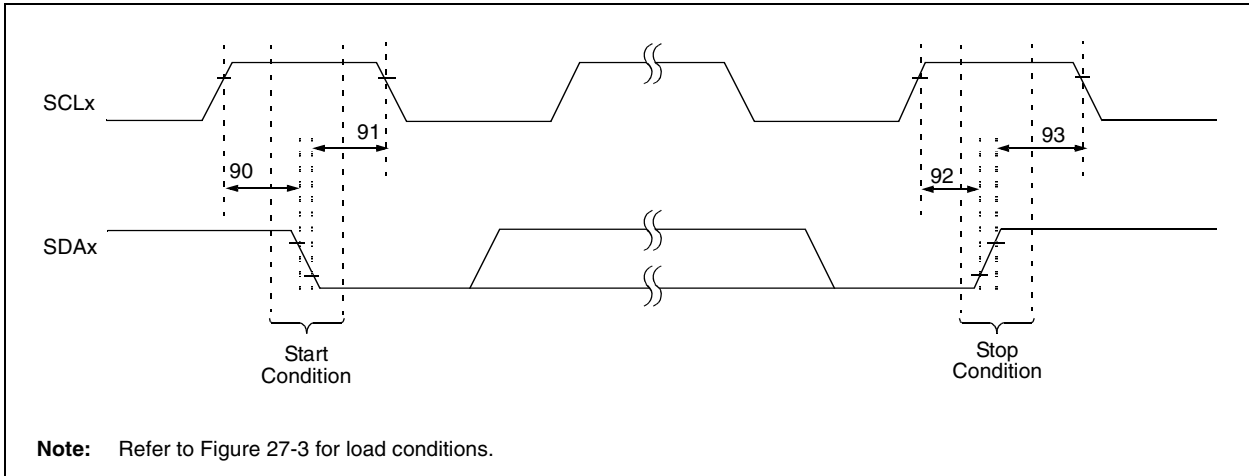 SCLx
91
93
90
92
SDAx
Start
Condition
Stop
Condition
Note: Refer to Figure 27-3 for load conditions.